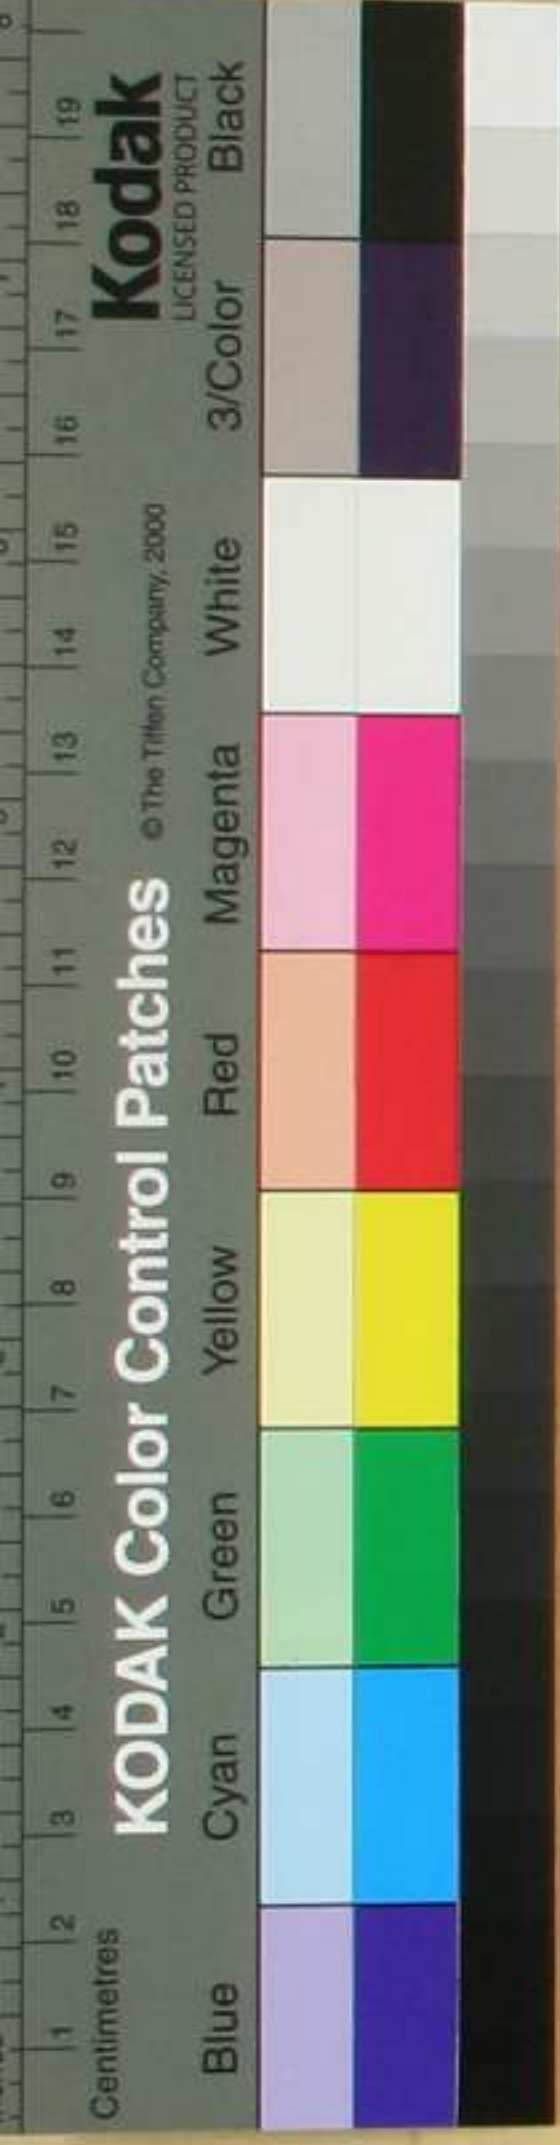 1 2 3 4 5 6 7 8 9 10 11 12 13 14 15 16 17 18 19
Centimetres
KODAK Color Control Patches © The Tiffen Company, 2000 Kodak
LICENSED PRODUCT
Blue Cyan Green Yellow Red Magenta White 3/Color Black